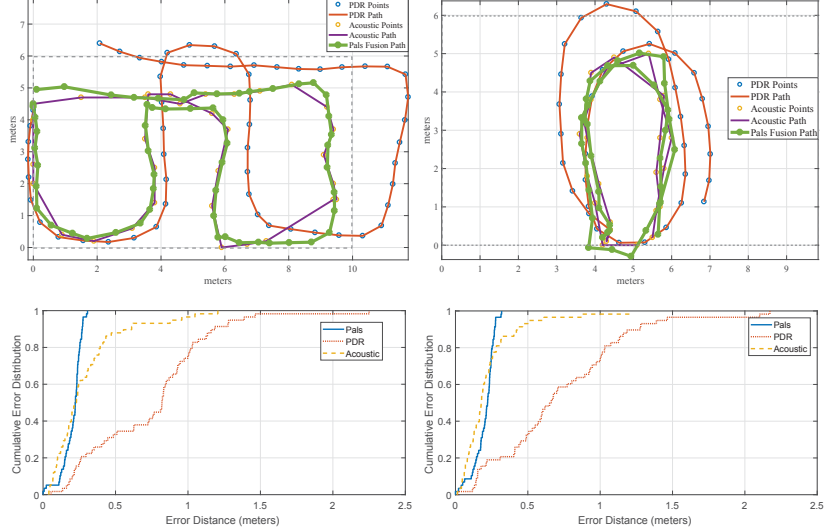 7
6
5
4
3
2
1
0
meters
0
2
4
6
8
10
meters
PDR Points
PDR Path
Acoustic Points
Acoustic Path
Pals Fusion Path
6
5
4
3
2
1
0
meters
0
1
2
3
4
5
6
7
8
9
meters
PDR Points
PDR Path
Acoustic Points
Acoustic Path
Pals Fusion Path
1
0.8
0.6
0.4
0.2
0
Cumulative Error Distribution
0
0.5
1
1.5
2
2.5
Error Distance (meters)
Pals
PDR
Acoustic
1
0.8
0.6
0.4
0.2
0
Cumulative Error Distribution
0
0.5
1
1.5
2
2.5
Error Distance (meters)
Pals
PDR
Acoustic